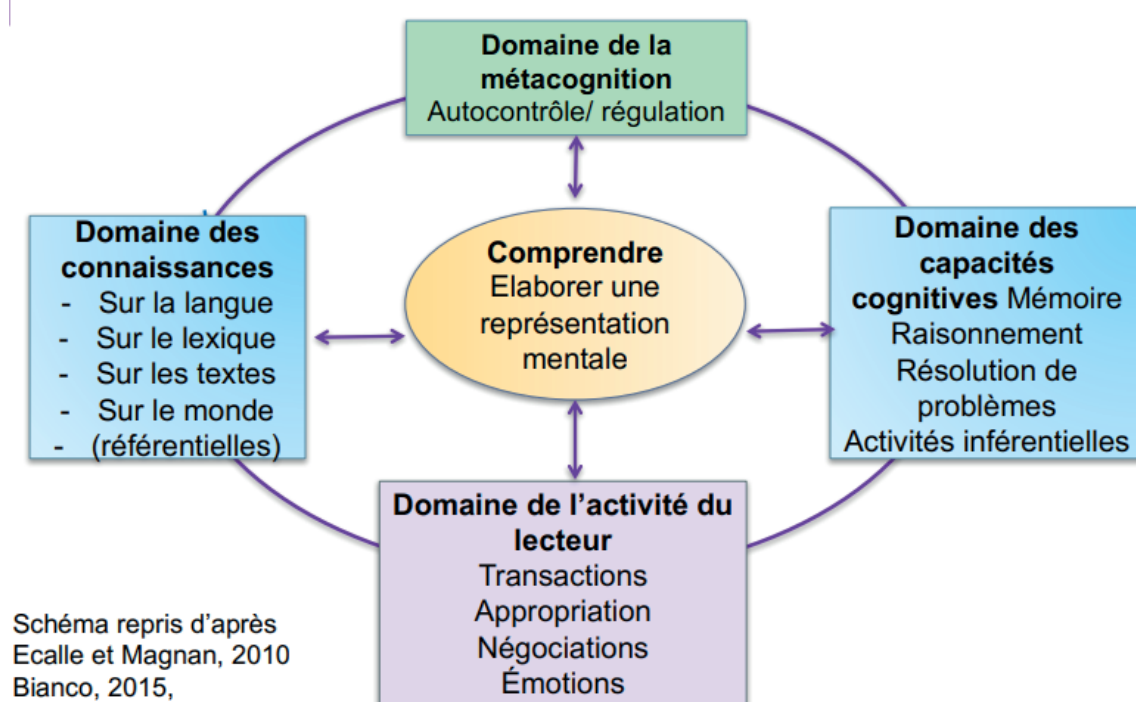 Domaine de la
métacognition
Autocontrôle/ régulation
Domaine des
connaissances
- Sur la langue
- Sur le lexique
- Sur les textes
- Sur le monde
- (référentielles)
Comprendre
Elaborer une
représentation
mentale
Domaine des
capacités
cognitives Mémoire
Raisonnement
Résolution de
problèmes
Activités inférentielles
Domaine de l’activité du
lecteur
Transactions
Appropriation
Négociations
Émotions
Schéma repris d’après
Ecalle et Magnan, 2010
Bianco, 2015,